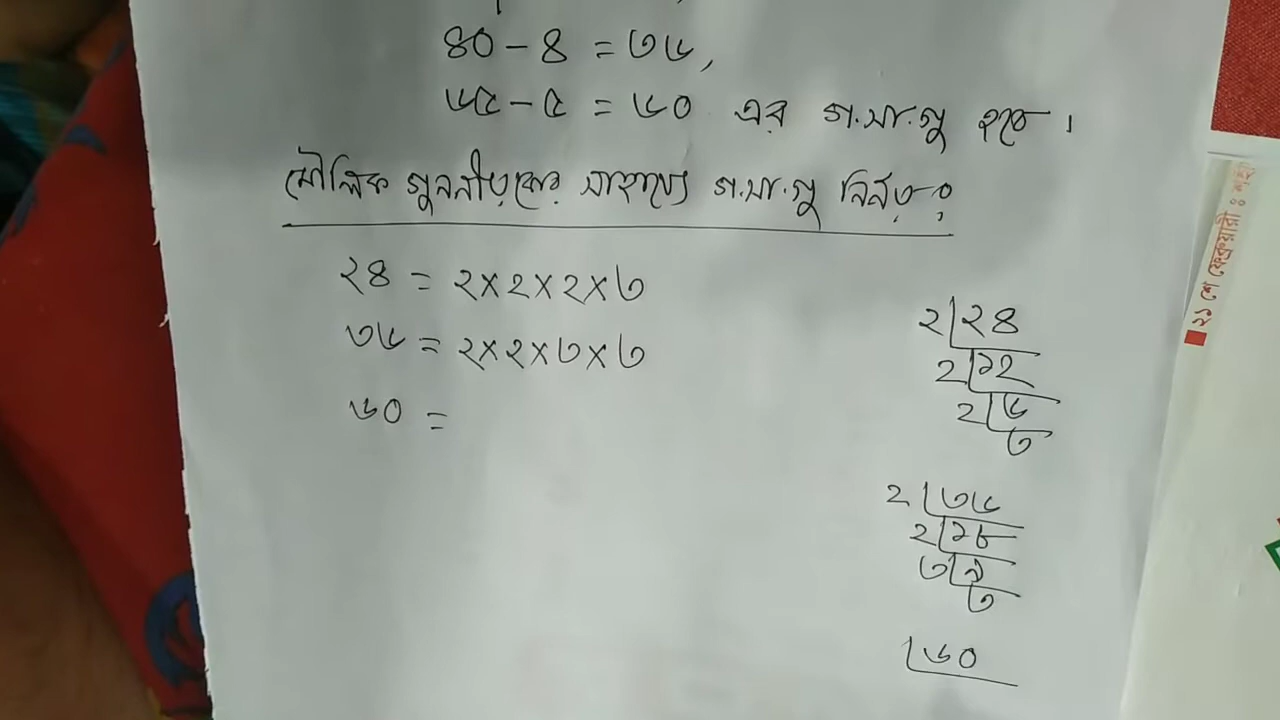 ৪০ - ৪ = ৩৬,
৬৫ - ৫ = ৬০ এর গ.সা.গু হবে।
মৌলিক গুণনীয়কের সাহায্যে গ.সা.গু নির্ণয়ঃ
২৪ = ২×২×২×৩
৩৬ = ২×২×৩×৩
৬০ =
২|২৪
২|১২
২|৬
৩
২|৩৬
২|১৮
৩|৯
৩
|৬০
২১ শে ফেব্রুয়ারী ঃ